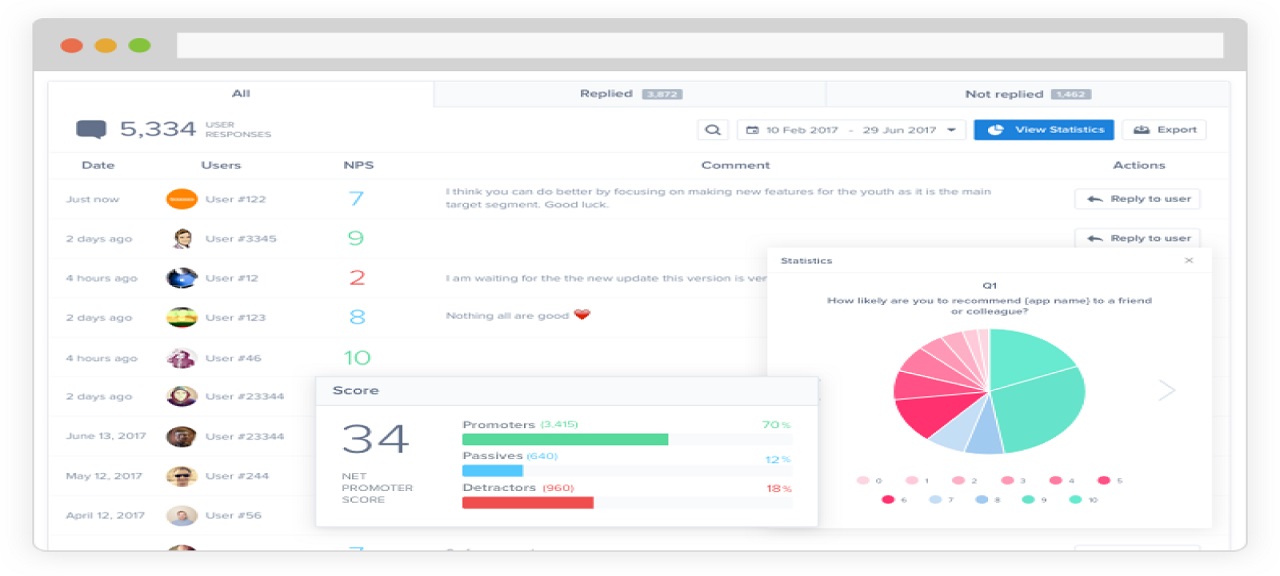 All
Replied 3,872
Not replied 1,462
5,334 USER RESPONSES
10 Feb 2017 - 29 Jun 2017
View Statistics
Export
Date Users NPS Comment Actions
Just now User #122 7 I think you can do better by focusing on making new features for the youth as it is the main
target segment. Good luck.
Reply to user
2 days ago User #3345 9 Reply to user
4 hours ago User #12 2 I am waiting for the the new update this version is
2 days ago User #123 8 Nothing all are good ❤️
4 hours ago User #46 10
2 days ago User #23344
June 13, 2017 User #23344
May 12, 2017 User #244
April 12, 2017 User #56
Statistics ×
Q1
How likely are you to recommend {app name} to a friend
or colleague?
0 1 2 3 4 5
6 7 8 9 10
Score
34
NET
PROMOTER
SCORE
Promoters (3,415) 70%
Passives (640) 12%
Detractors (960) 18%